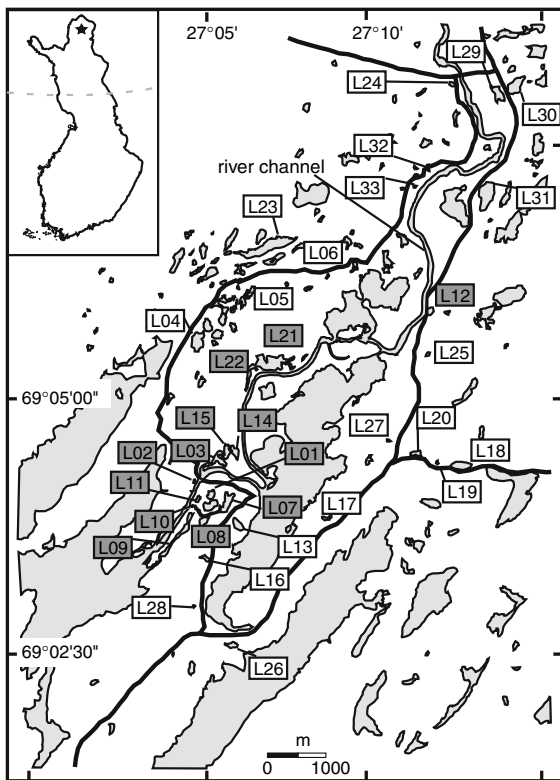 27°05'
27°10'
L29
L24
L30
L32
river channel
L33
L31
L23
L06
L05
L12
L04
L21
L22
L25
69°05'00"
L15
L14
L20
L27
L02
L03
L01
L18
L11
L19
L07
L17
L10
L09
L08
L13
L16
L28
69°02'30"
L26
m
0 1000